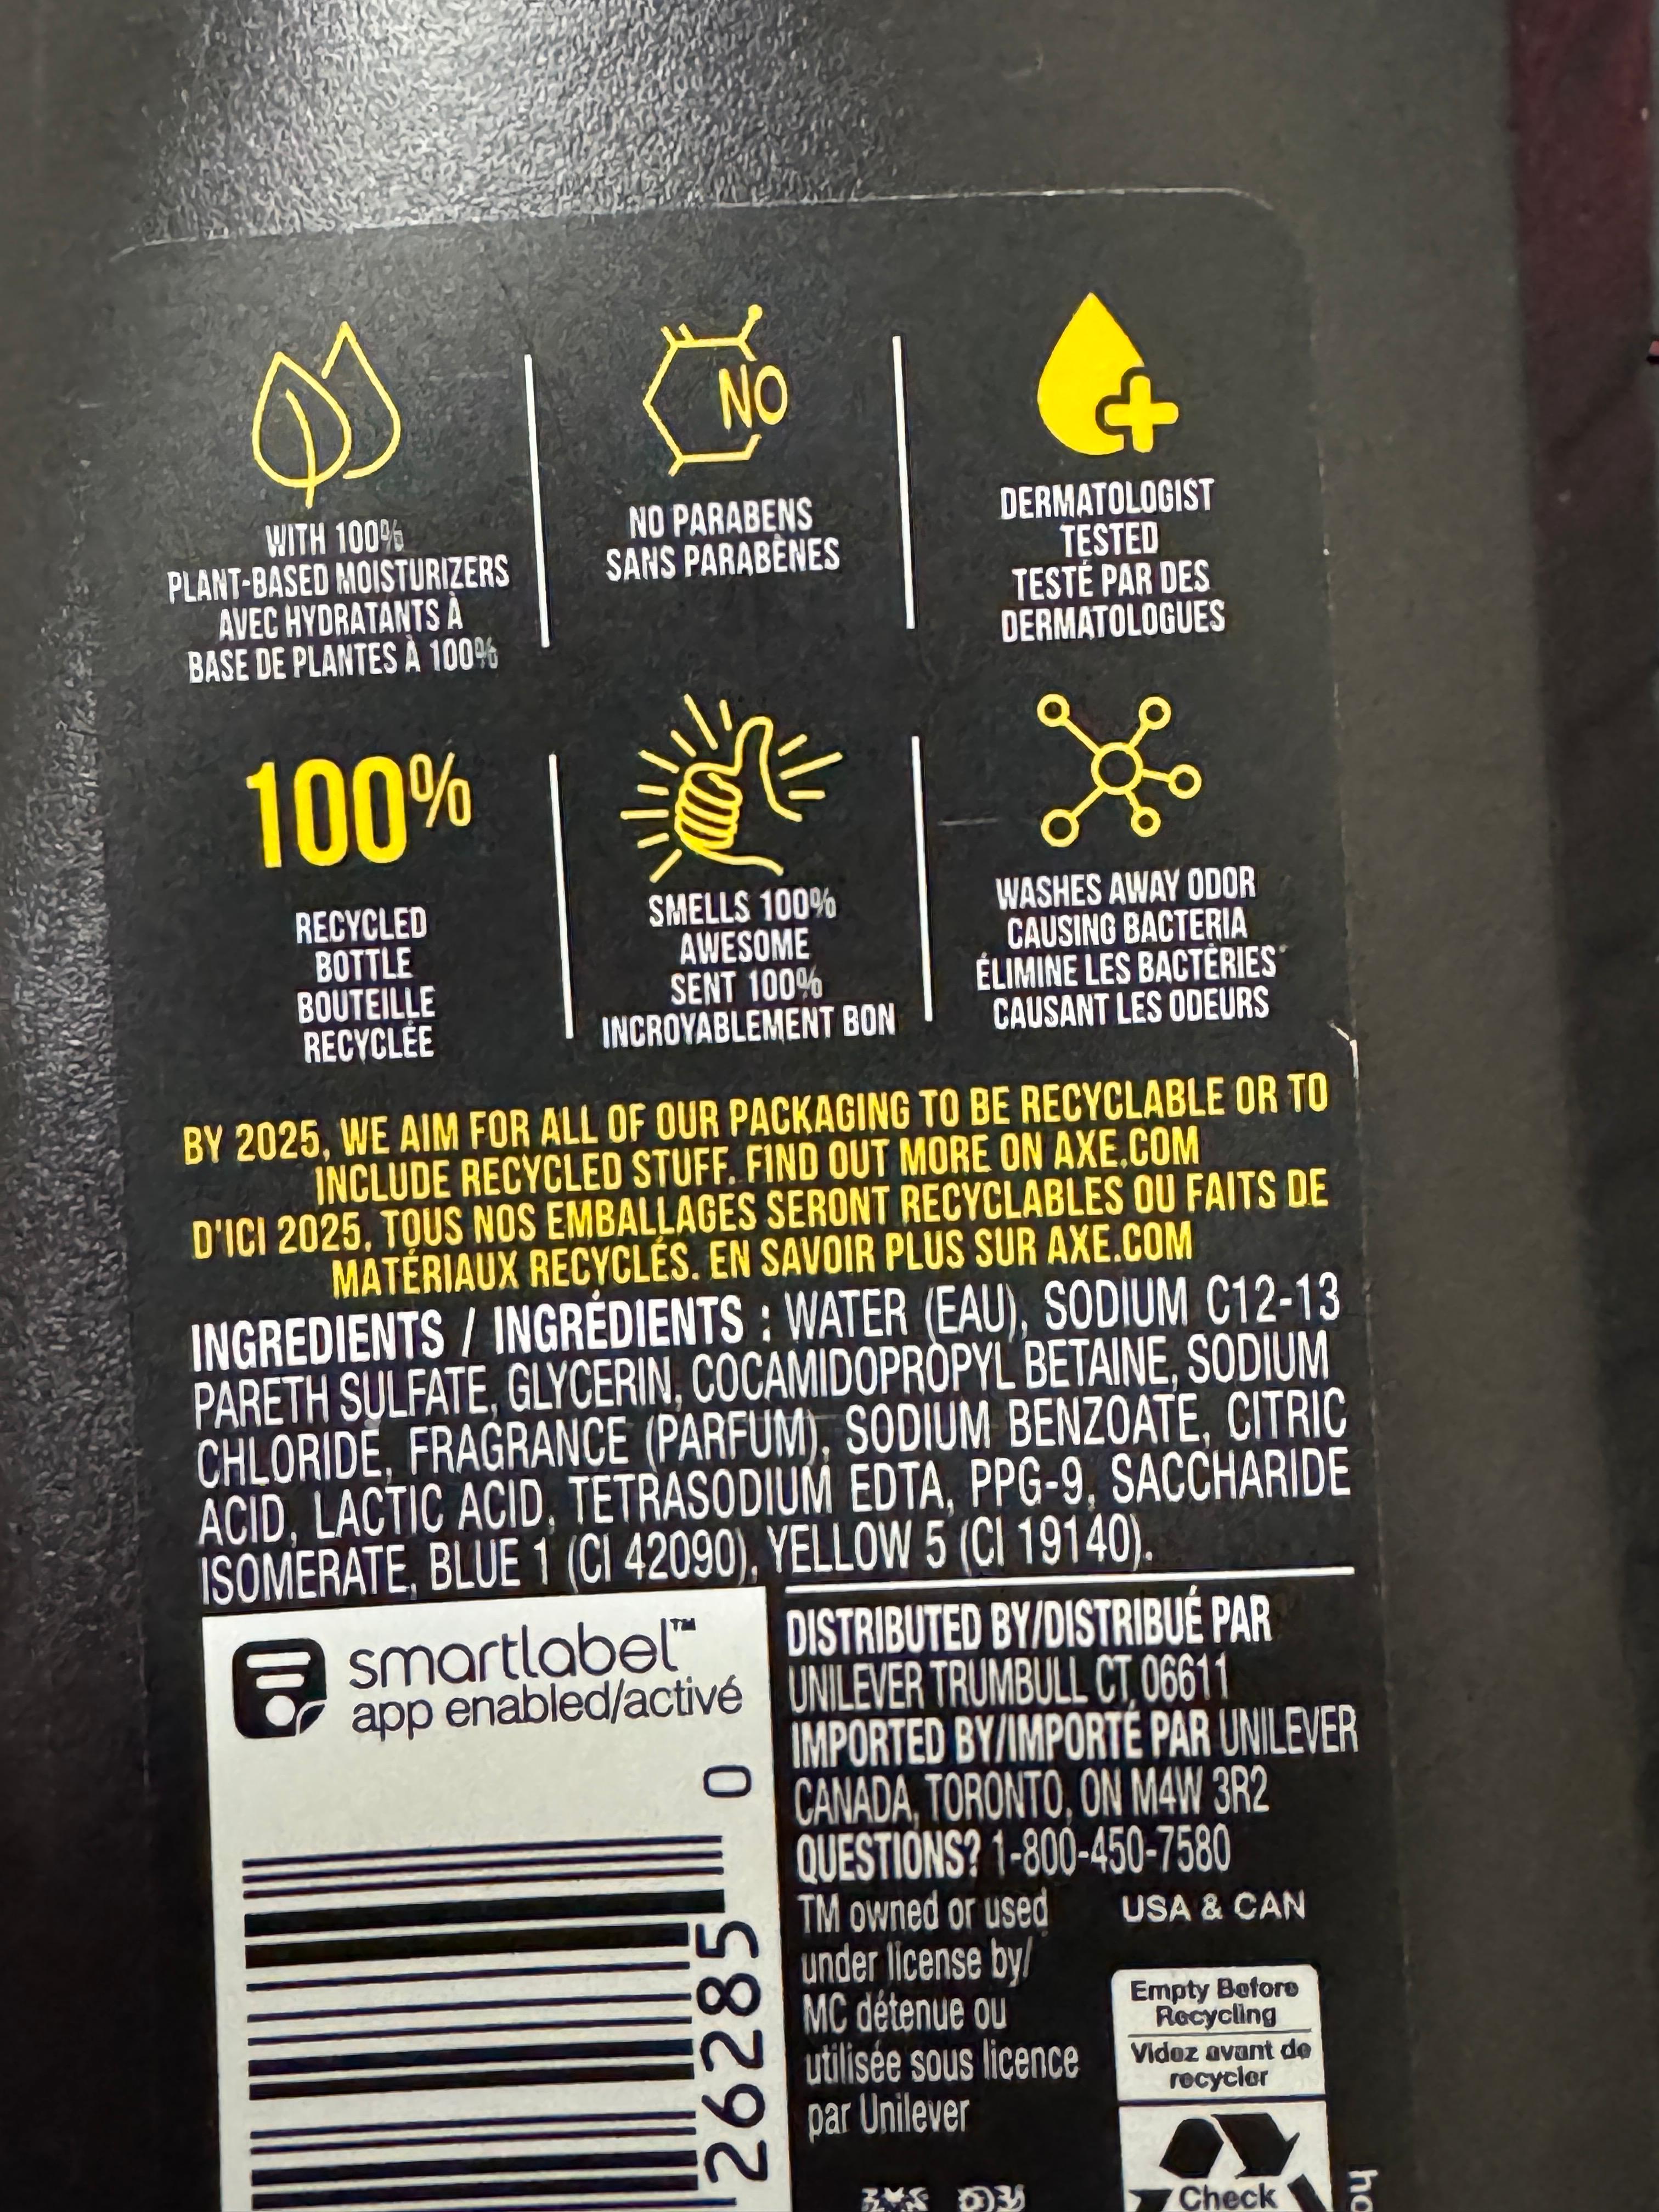 NO
WITH 100%
PLANT-BASED MOISTURIZERS
AVEC HYDRATANTS À
BASE DE PLANTES À 100%
NO PARABENS
SANS PARABÈNES
DERMATOLOGIST
TESTED
TESTÉ PAR DES
DERMATOLOGUES
100%
RECYCLED
BOTTLE
BOUTEILLE
RECYCLÉE
SMELLS 100%
AWESOME
SENT 100%
INCROYABLEMENT BON
WASHES AWAY ODOR
CAUSING BACTERIA
ÉLIMINE LES BACTÉRIES
CAUSANT LES ODEURS
BY 2025, WE AIM FOR ALL OF OUR PACKAGING TO BE RECYCLABLE OR TO
INCLUDE RECYCLED STUFF. FIND OUT MORE ON AXE.COM
D'ICI 2025, TOUS NOS EMBALLAGES SERONT RECYCLABLES OU FAITS DE
MATÉRIAUX RECYCLÉS. EN SAVOIR PLUS SUR AXE.COM
INGREDIENTS / INGRÉDIENTS : WATER (EAU), SODIUM C12-13
PARETH SULFATE, GLYCERIN, COCAMIDOPROPYL BETAINE, SODIUM
CHLORIDE, FRAGRANCE (PARFUM), SODIUM BENZOATE, CITRIC
ACID, LACTIC ACID, TETRASODIUM EDTA, PPG-9, SACCHARIDE
ISOMERATE, BLUE 1 (CI 42090), YELLOW 5 (CI 19140).
smartlabel™
app enabled/activé
0
26285
DISTRIBUTED BY/DISTRIBUÉ PAR
UNILEVER TRUMBULL CT, 06611
IMPORTED BY/IMPORTÉ PAR UNILEVER
CANADA, TORONTO, ON M4W 3R2
QUESTIONS? 1-800-450-7580
TM owned or used
under license by/
MC détenue ou
utilisée sous licence
par Unilever
USA & CAN
Empty Before
Recycling
Videz avant de
recycler
Check